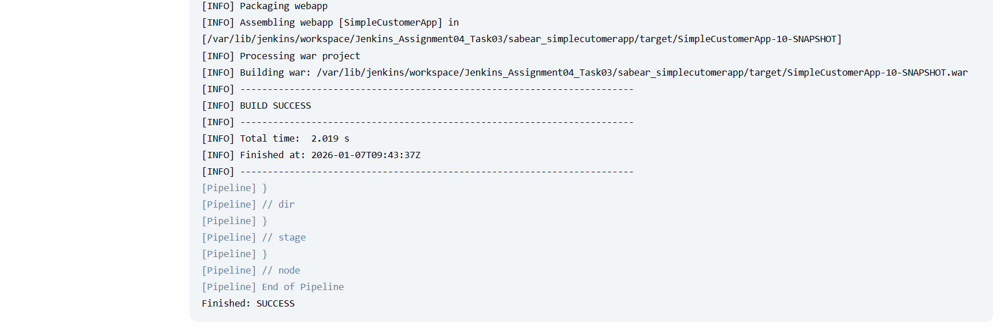 [INFO] Packaging webapp
[INFO] Assembling webapp [SimpleCustomerApp] in
[/var/lib/jenkins/workspace/Jenkins_Assignment04_Task03/sabear_simplecutomerapp/target/SimpleCustomerApp-10-SNAPSHOT]
[INFO] Processing war project
[INFO] Building war: /var/lib/jenkins/workspace/Jenkins_Assignment04_Task03/sabear_simplecutomerapp/target/SimpleCustomerApp-10-SNAPSHOT.war
[INFO] ------------------------------------------------------------------------
[INFO] BUILD SUCCESS
[INFO] ------------------------------------------------------------------------
[INFO] Total time:  2.019 s
[INFO] Finished at: 2026-01-07T09:43:37Z
[INFO] ------------------------------------------------------------------------
[Pipeline] }
[Pipeline] // dir
[Pipeline] }
[Pipeline] // stage
[Pipeline] }
[Pipeline] // node
[Pipeline] End of Pipeline
Finished: SUCCESS